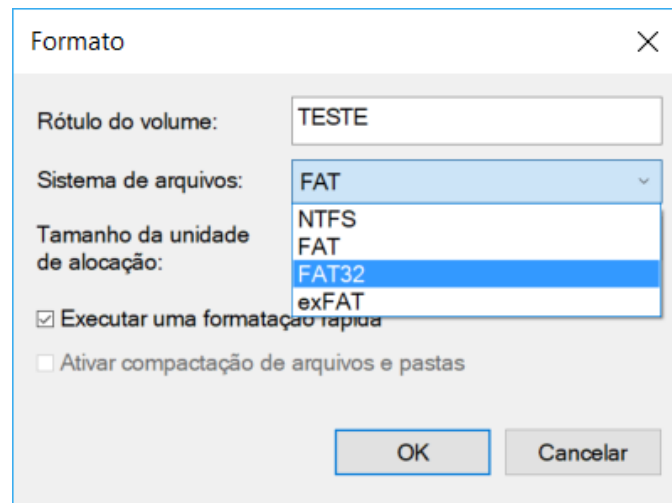 Formato
Rótulo do volume:
TESTE
Sistema de arquivos:
FAT
NTFS
FAT
FAT32
exFAT
Tamanho da unidade
de alocação:
Executar uma formatação rápida
Ativar compactação de arquivos e pastas
OK
Cancelar